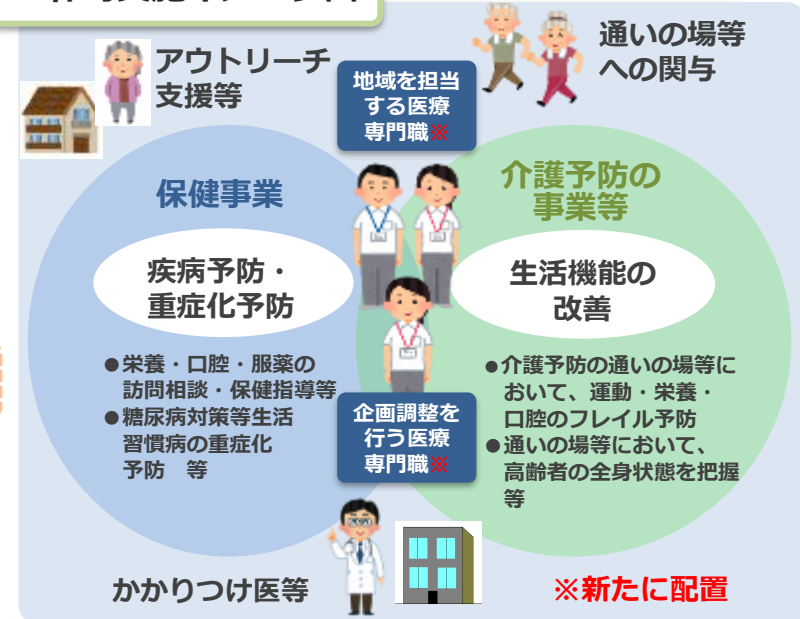 アウトリーチ
支援等
地域を担当
する医療
専門職※
通いの場等
への関与
保健事業
介護予防の
事業等
疾病予防・
重症化予防
生活機能の
改善
●栄養・口腔・服薬の
訪問相談・保健指導等
●糖尿病対策等生活
習慣病の重症化
予防　等
●介護予防の通いの場等に
おいて、運動・栄養・
口腔のフレイル予防
●通いの場等において、
高齢者の全身状態を把握
等
企画調整を
行う医療
専門職※
かかりつけ医等
※新たに配置